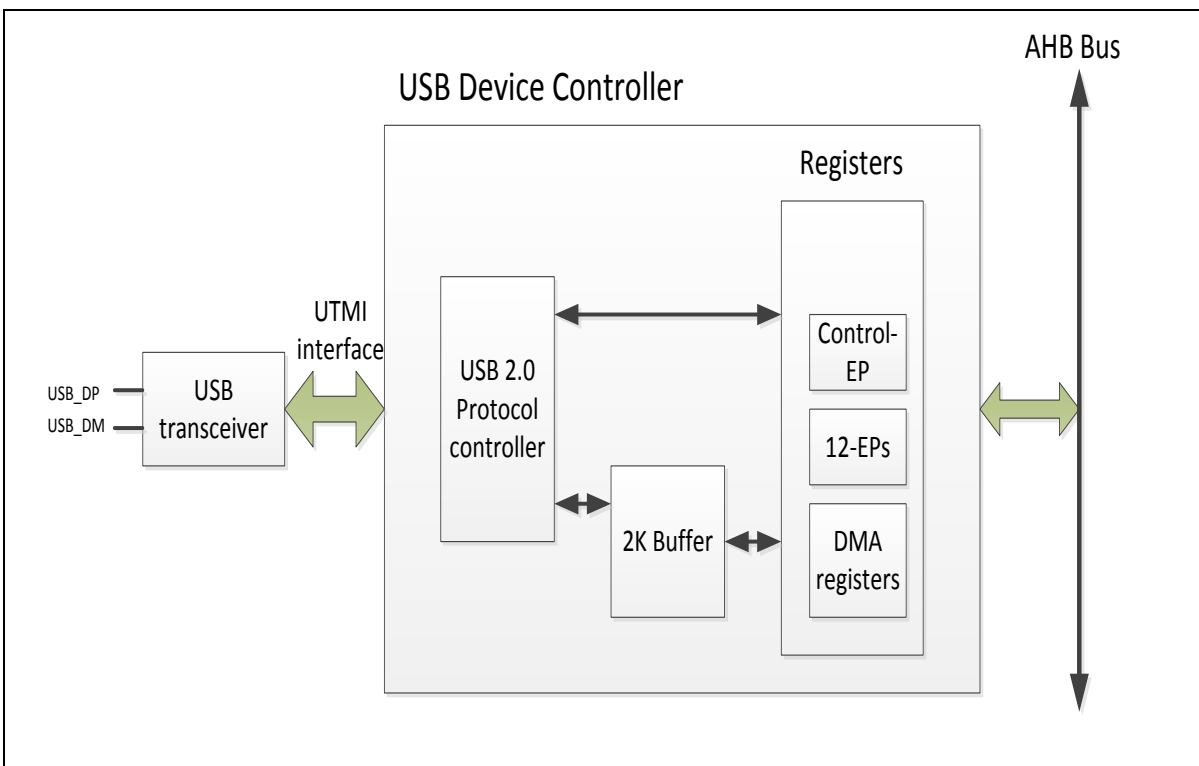 AHB Bus
USB Device Controller
Registers
UTMI
interface
USB_DP
USB_DM
USB
transceiver
USB 2.0
Protocol
controller
2K Buffer
Control-
EP
12-EPs
DMA
registers